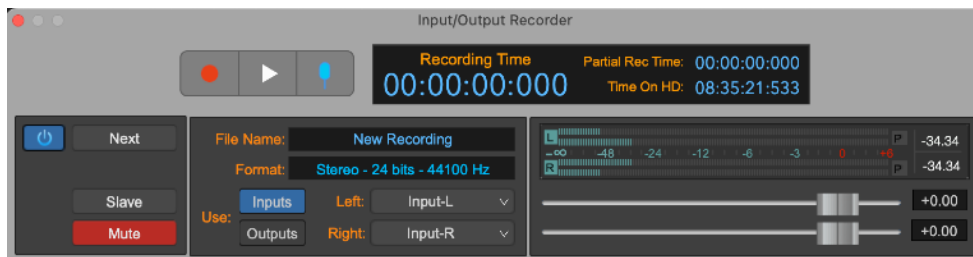 Input/Output Recorder
Recording Time
00:00:00:000
Partial Rec Time: 00:00:00:000
Time On HD: 08:35:21:533
Next
Slave
Mute
File Name: New Recording
Format: Stereo - 24 bits - 44100 Hz
Use: Inputs Left: Input-L
Outputs Right: Input-R
L P -34.34
-∞ -48 -24 -12 -6 -3 0 +6
R P -34.34
+0.00
+0.00